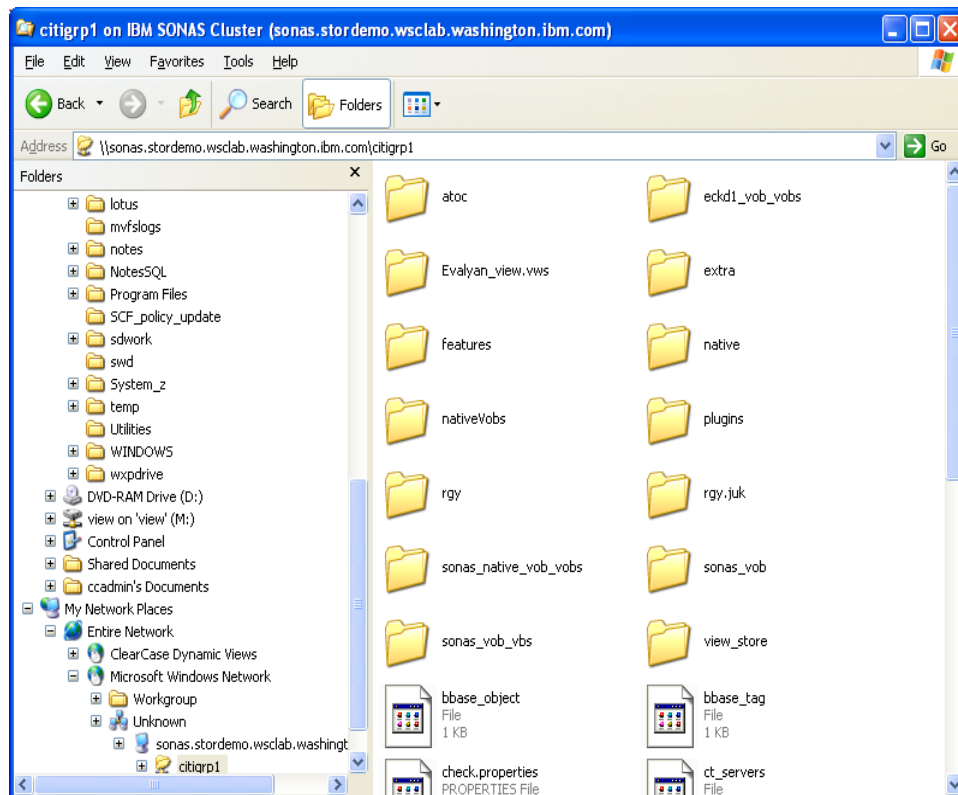 citigrp1 on IBM SONAS Cluster (sonas.stordemo.wsclab.washington.ibm.com)
File Edit View Favorites Tools Help
Back Search Folders
Address \\sonas.stordemo.wsclab.washington.ibm.com\citigrp1 Go
Folders
lotus
mvfslogs
notes
NotesSQL
Program Files
SCF_policy_update
sdwork
swd
System_z
temp
Utilities
WINDOWS
wxpdrive
DVD-RAM Drive (D:)
view on 'view' (M:)
Control Panel
Shared Documents
ccadmin's Documents
My Network Places
Entire Network
ClearCase Dynamic Views
Microsoft Windows Network
Workgroup
Unknown
sonas.stordemo.wsclab.washingt
citigrp1
atoc
eckd1_vob_vobs
Evalyan_view.vws
extra
features
native
nativeVobs
plugins
rgy
rgy.juk
sonas_native_vob_vobs
sonas_vob
sonas_vob_vbs
view_store
bbase_object
File
1 KB
bbase_tag
File
1 KB
check.properties
PROPERTIES File
ct_servers
File